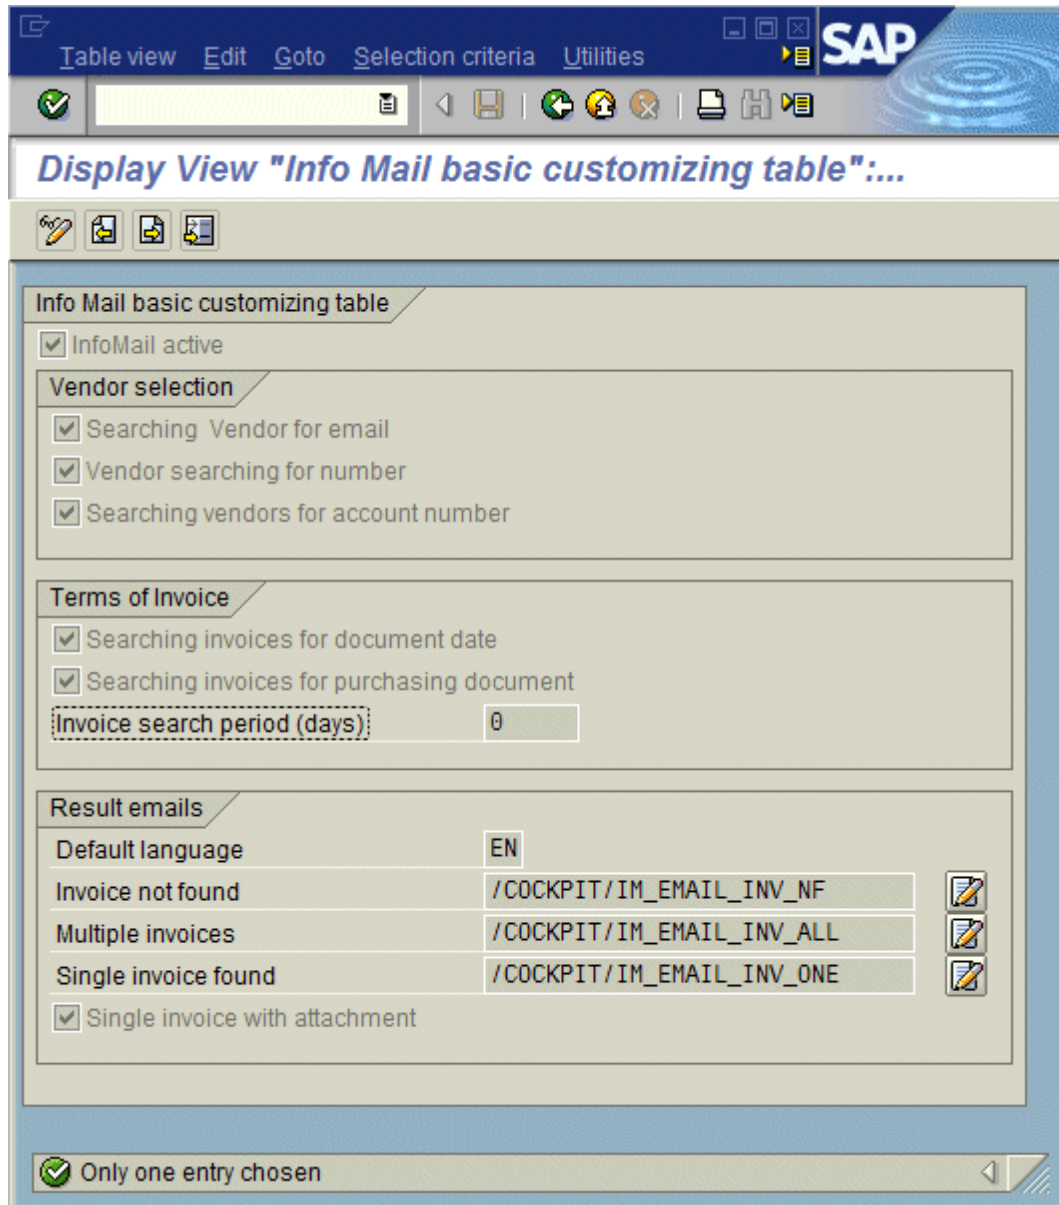 Table view Edit Goto Selection criteria Utilities
SAP
Display View "Info Mail basic customizing table":...
Info Mail basic customizing table
InfoMail active
Vendor selection
Searching Vendor for email
Vendor searching for number
Searching vendors for account number
Terms of Invoice
Searching invoices for document date
Searching invoices for purchasing document
Invoice search period (days) 0
Result emails
Default language EN
Invoice not found /COCKPIT/IM_EMAIL_INV_NF
Multiple invoices /COCKPIT/IM_EMAIL_INV_ALL
Single invoice found /COCKPIT/IM_EMAIL_INV_ONE
Single invoice with attachment
Only one entry chosen